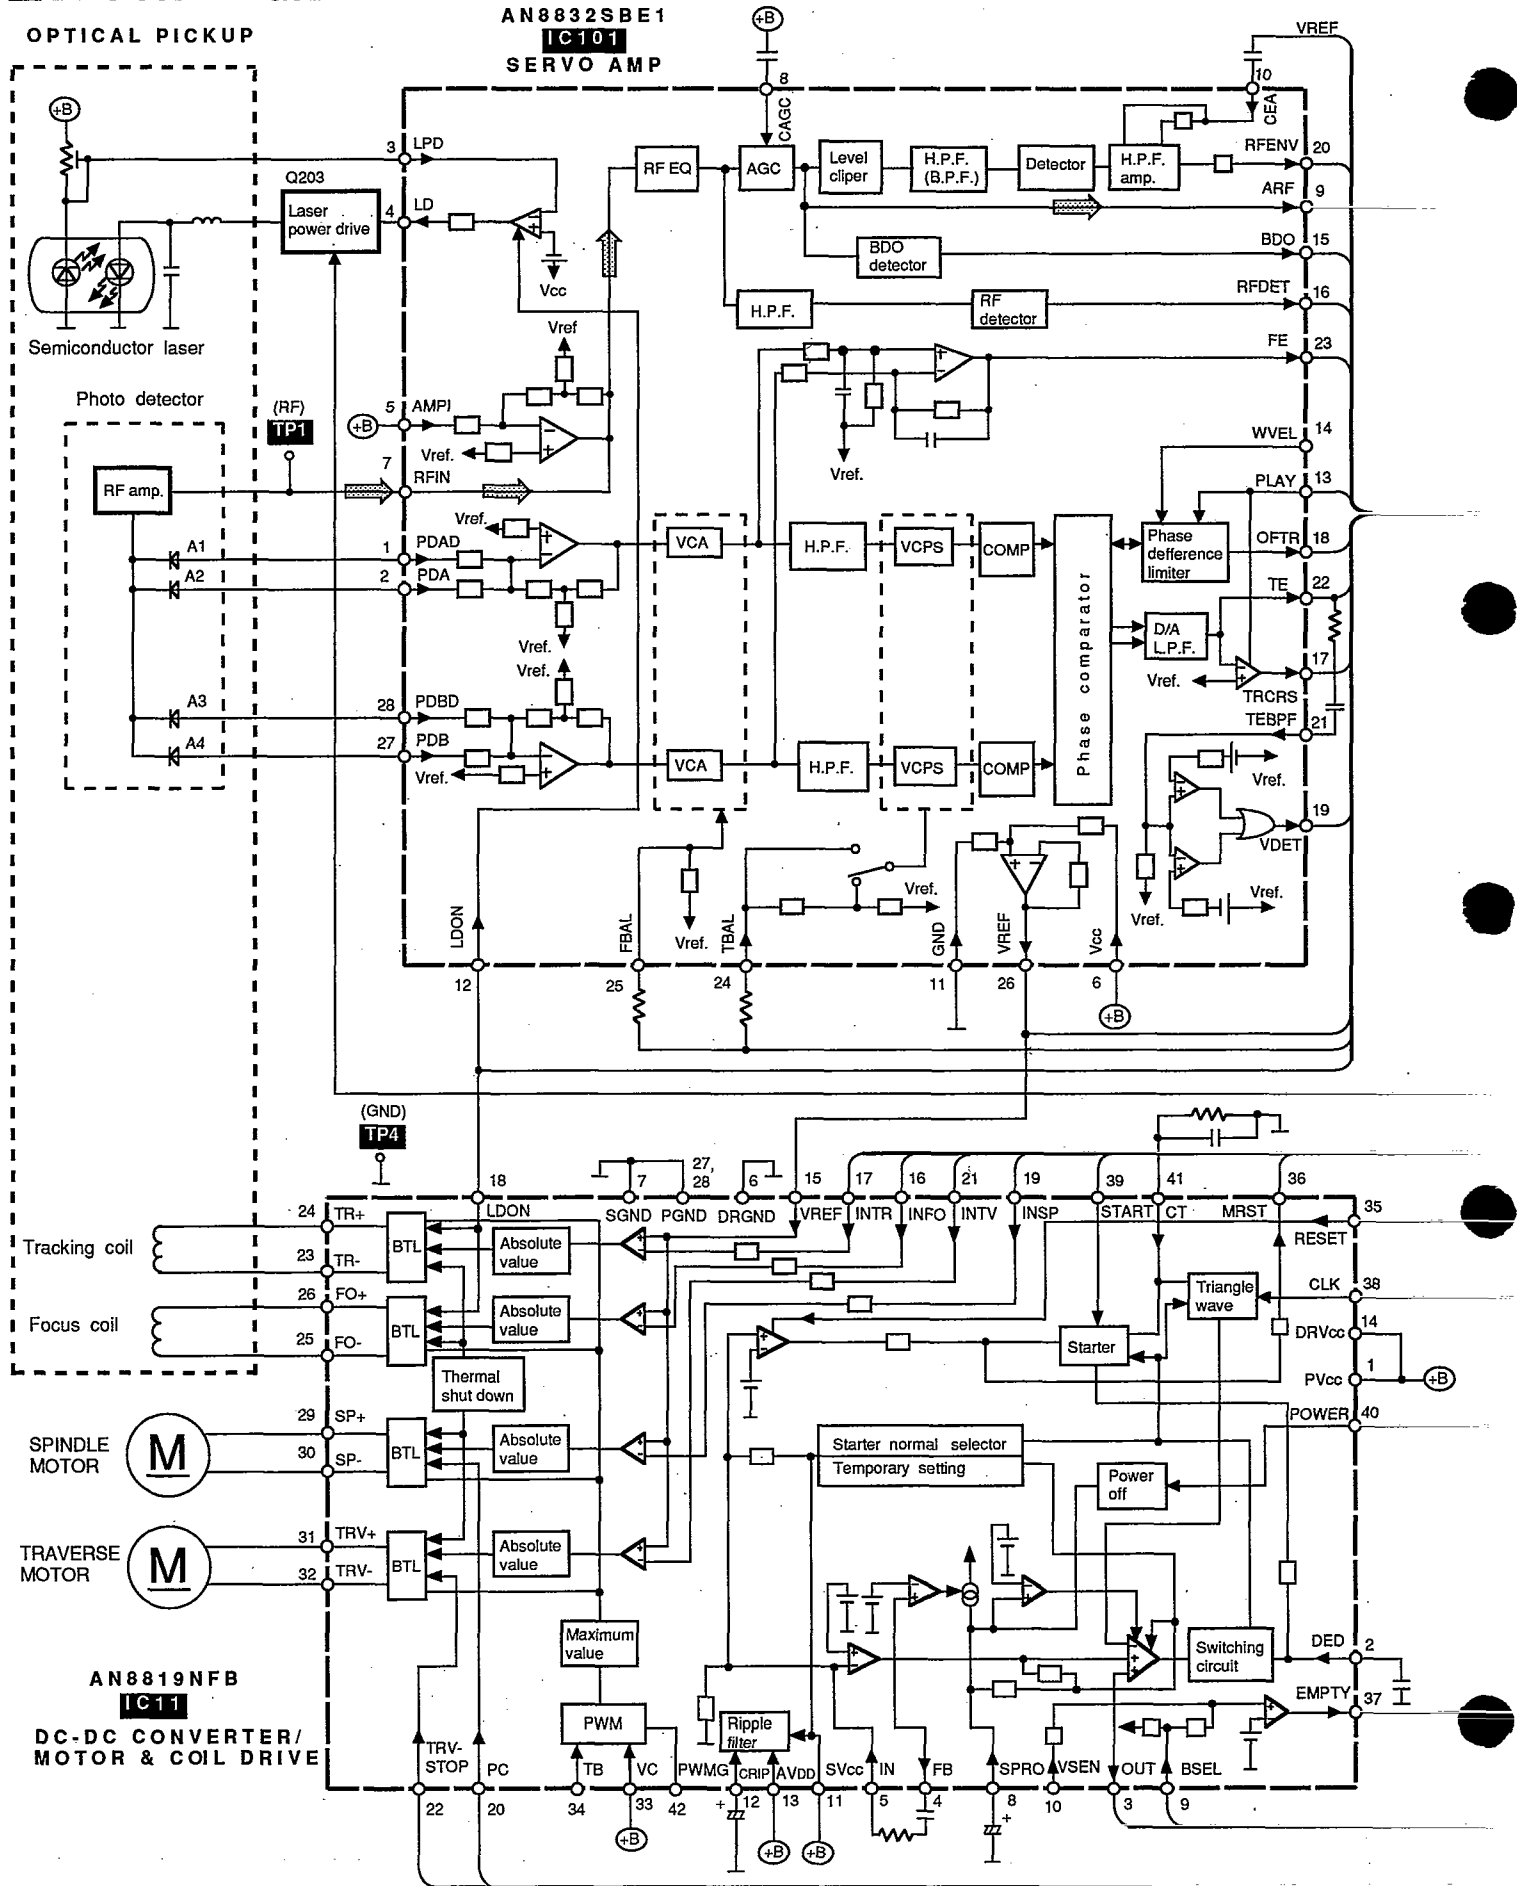 AN8832SBE1
IC101
SERVO AMP
OPTICAL PICKUP
+B
+B
8
CAGC
10
CEA
VREF
3
LPD
Q203
Laser
power drive
4
LD
Vcc
RF EQ
AGC
Level
cliper
H.P.F.
(B.P.F.)
Detector
H.P.F.
amp.
RFENV
20
ARF
9
BDO
detector
BDO
15
H.P.F.
RF
detector
RFDET
16
Semiconductor laser
Vref
FE
23
Photo detector
(RF)
TP1
+B
5
AMPI
Vref.
Vref.
WVEL
14
RF amp.
7
RFIN
PLAY
13
Vref.
A1
1
PDAD
A2
2
PDA
VCA
H.P.F.
VCPS
COMP
Phase comparator
Phase
defference
limiter
OFTR
18
TE
22
Vref.
Vref.
D/A
L.P.F.
Vref.
17
TRCRS
A3
28
PDBD
A4
27
PDB
Vref.
VCA
H.P.F.
VCPS
COMP
TEBPF
21
Vref.
19
VDET
Vref.
Vref.
LDON
FBAL
Vref.
TBAL
Vref.
GND
VREF
Vcc
12
25
24
11
26
6
+B
(GND)
TP4
18
7
27,
28
6
15
17
16
21
19
39
41
36
LDON
SGND
PGND
DRGND
VREF
INTR
INFO
INTV
INSP
START
CT
MRST
35
RESET
24
TR+
Tracking coil
23
TR-
BTL
Absolute
value
26
FO+
Focus coil
25
FO-
BTL
Absolute
value
Triangle
wave
CLK
38
Starter
DRVcc
14
PVcc
1
+B
Thermal
shut down
POWER
40
SPINDLE
MOTOR
M
29
SP+
30
SP-
BTL
Absolute
value
Starter normal selector
Temporary setting
Power
off
TRAVERSE
MOTOR
M
31
TRV+
32
TRV-
BTL
Absolute
value
Maximum
value
Switching
circuit
DED
2
EMPTY
37
AN8819NFB
IC11
DC-DC CONVERTER/
MOTOR & COIL DRIVE
PWM
Ripple
filter
TRV-
STOP
PC
TB
VC
PWMG
CRIP
AVDD
SVcc
IN
FB
SPRO
VSEN
OUT
BSEL
22
20
34
33
42
+
12
13
11
5
4
8
+
10
3
9
+B
+B
+B